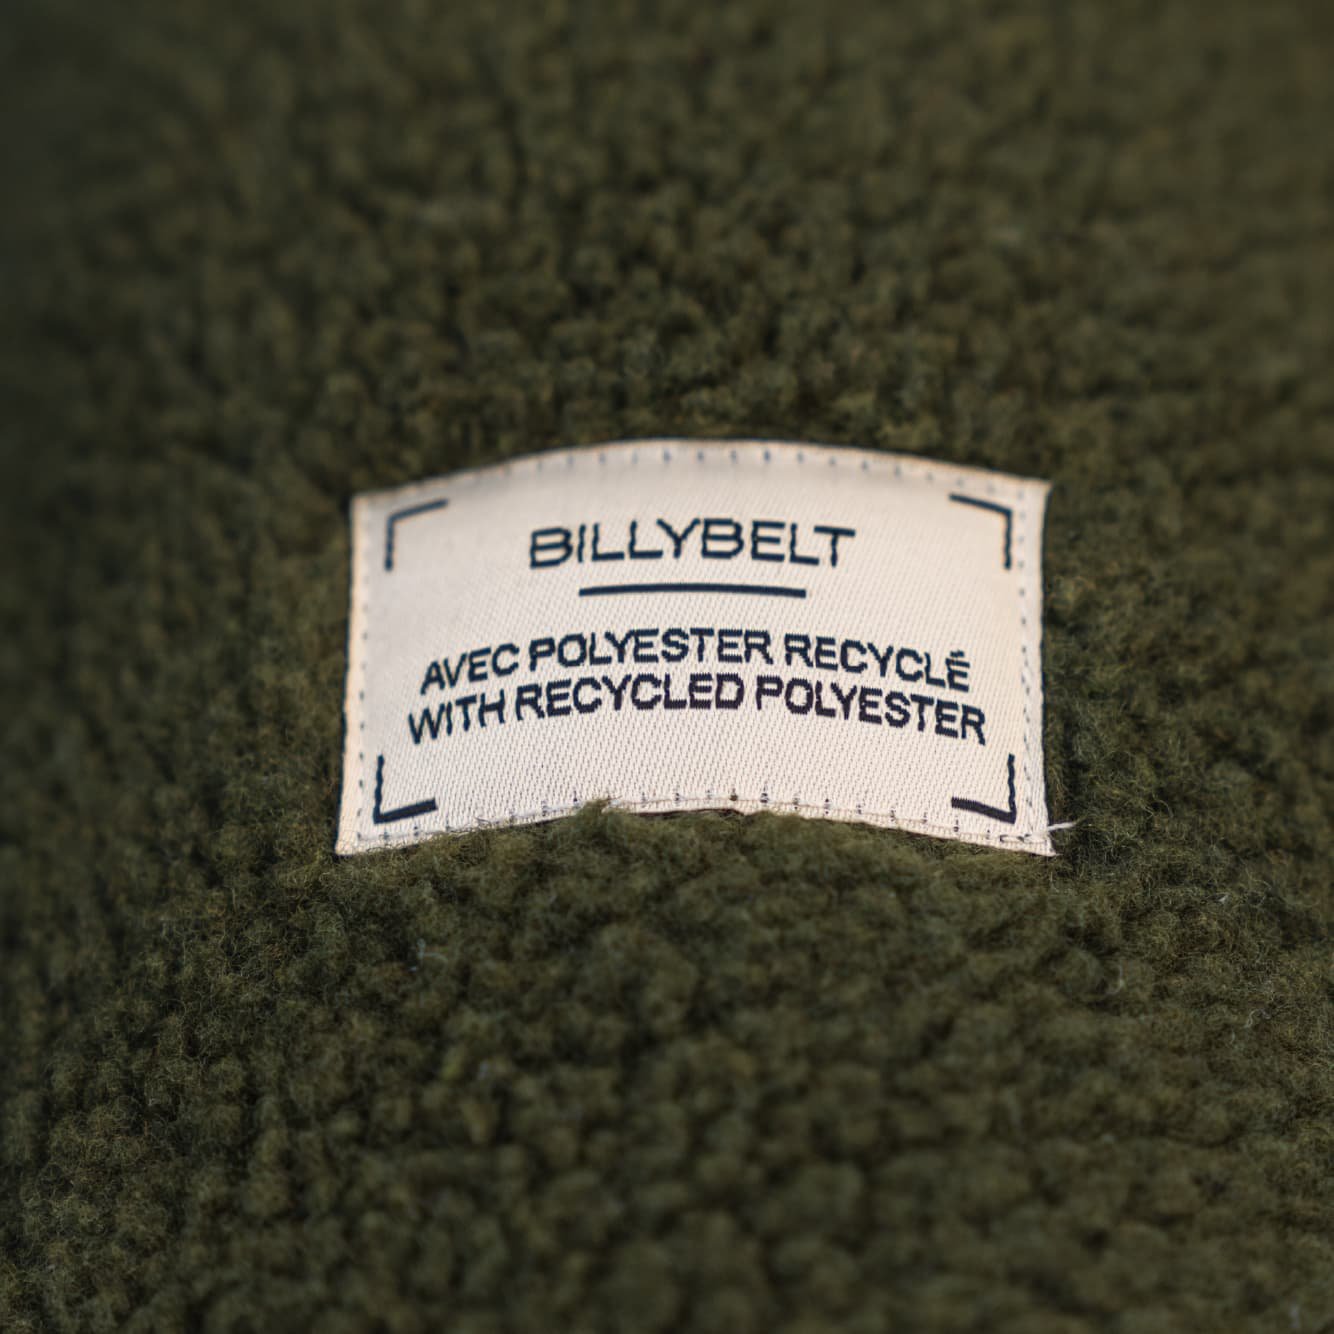 BILLYBELT
AVEC POLYESTER RECYCLÉ
WITH RECYCLED POLYESTER